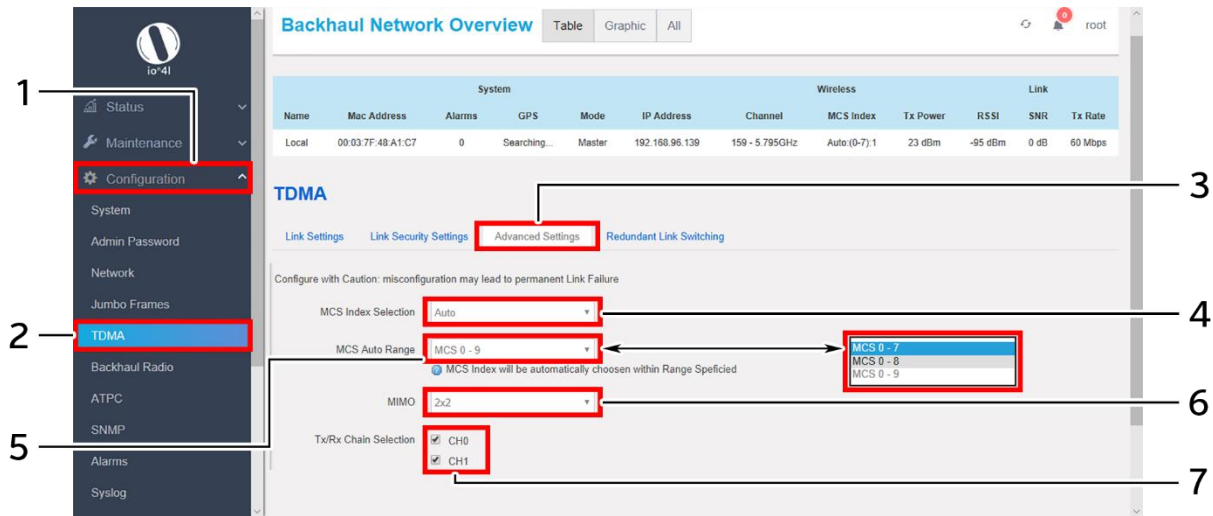 Backhaul Network Overview Table Graphic All 0 root
io"4I
System Wireless Link
Name Mac Address Alarms GPS Mode IP Address Channel MCS Index Tx Power RSSI SNR Tx Rate
Local 00:03:7F:48:A1:C7 0 Searching... Master 192.168.96.139 159 - 5.795GHz Auto:(0-7):1 23 dBm -95 dBm 0 dB 60 Mbps
1
Status
Maintenance
Configuration
System
Admin Password
Network
Jumbo Frames
2
TDMA
Backhaul Radio
ATPC
SNMP
5
Alarms
Syslog
TDMA
3
Link Settings Link Security Settings Advanced Settings Redundant Link Switching
Configure with Caution: misconfiguration may lead to permanent Link Failure
MCS Index Selection Auto
4
MCS Auto Range MCS 0 - 9
MCS 0 - 7
MCS 0 - 8
MCS 0 - 9
MCS Index will be automatically choosen within Range Speficied
MIMO 2x2
6
Tx/Rx Chain Selection CH0
CH1
7